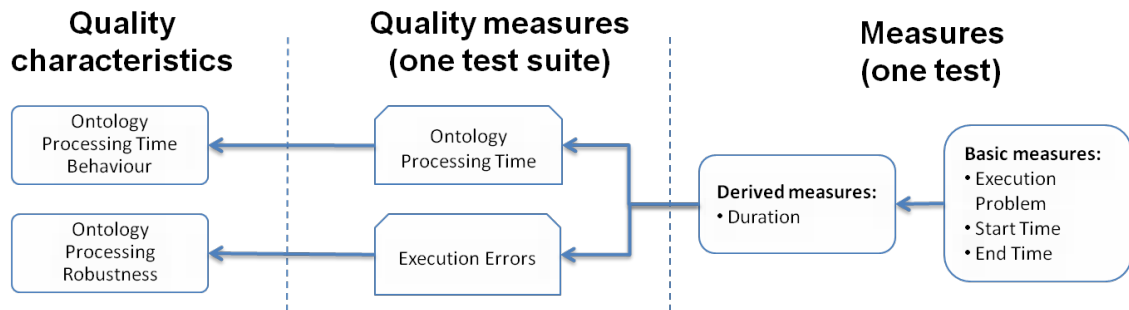 Quality
characteristics
Quality measures
(one test suite)
Measures
(one test)
Ontology
Processing Time
Behaviour
Ontology
Processing
Robustness
Ontology
Processing Time
Execution Errors
Derived measures:
• Duration
Basic measures:
• Execution
Problem
• Start Time
• End Time